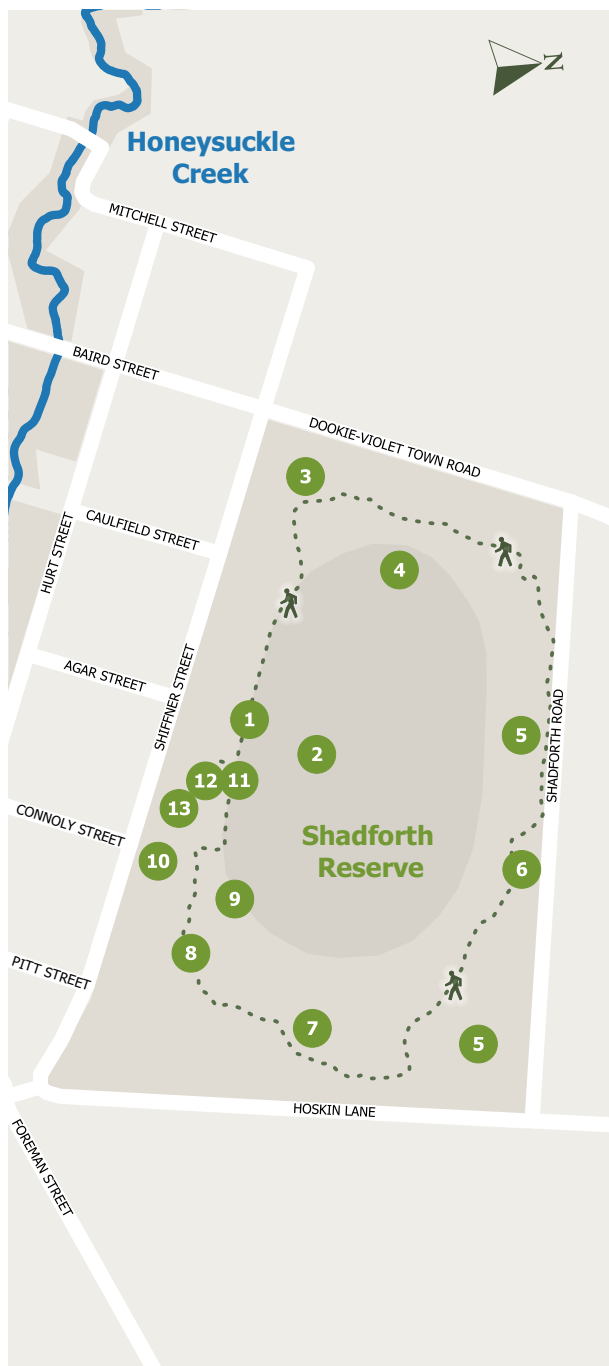 N
Honeysuckle
Creek
MITCHELL STREET
BAIRD STREET
DOOKIE-VIOLET TOWN ROAD
3
CAULFIELD STREET
HURT STREET
4
AGAR STREET
SHIFFNER STREET
1
5
SHADFORTH ROAD
2
12
11
13
CONNOLY STREET
Shadforth
Reserve
10
6
9
PITT STREET
8
7
5
HOSKIN LANE
FOREMAN STREET